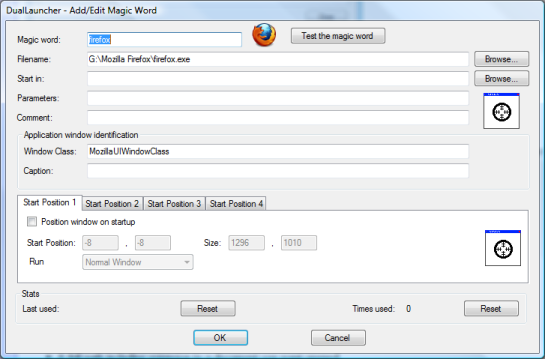 DualLauncher - Add/Edit Magic Word
Magic word: firefox Test the magic word
Filename: G:\Mozilla Firefox\firefox.exe Browse...
Start in: Browse...
Parameters:
Comment:
Application window identification
Window Class: MozillaUIWindowClass
Caption:
Start Position 1 Start Position 2 Start Position 3 Start Position 4
Position window on startup
Start Position: -8 , -8 Size: 1296 , 1010
Run Normal Window
Stats
Last used: Reset Times used: 0 Reset
OK Cancel